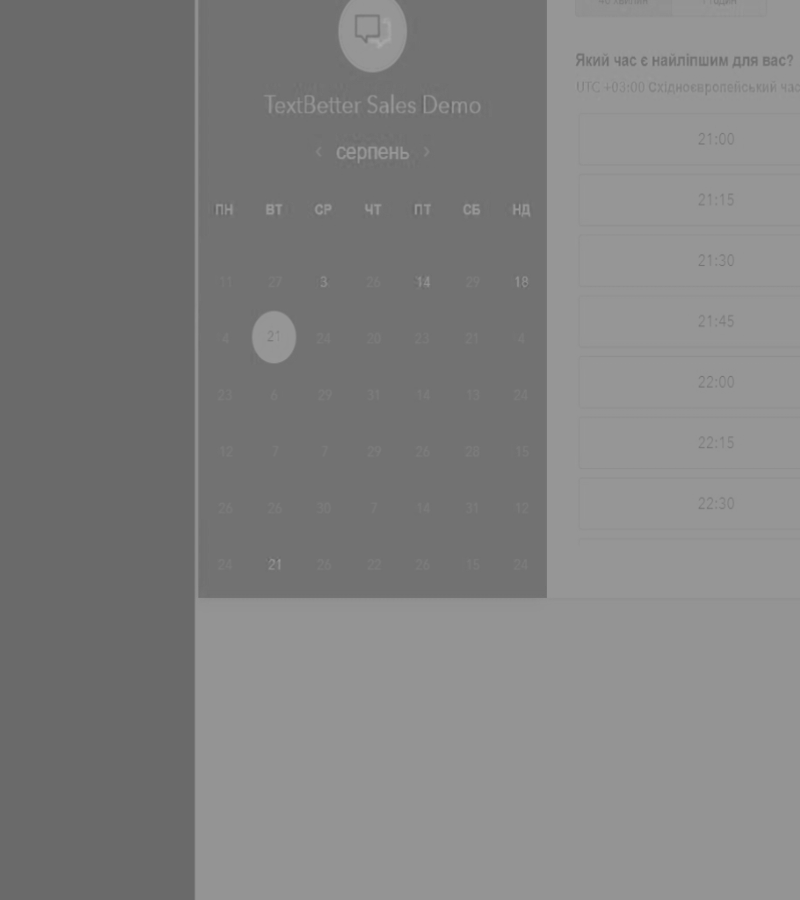 TextBetter Sales Demo
‹ серпень ›
ПН ВТ СР ЧТ ПТ СБ НД
11 27 3 26 14 29 18
4 21 24 20 23 21 4
23 6 29 31 14 13 24
12 7 7 29 26 28 15
26 26 30 7 14 31 12
24 21 26 22 26 15 24
Який час є найліпшим для вас?
UTC +03:00 Східноєвропейський час
21:00
21:15
21:30
21:45
22:00
22:15
22:30